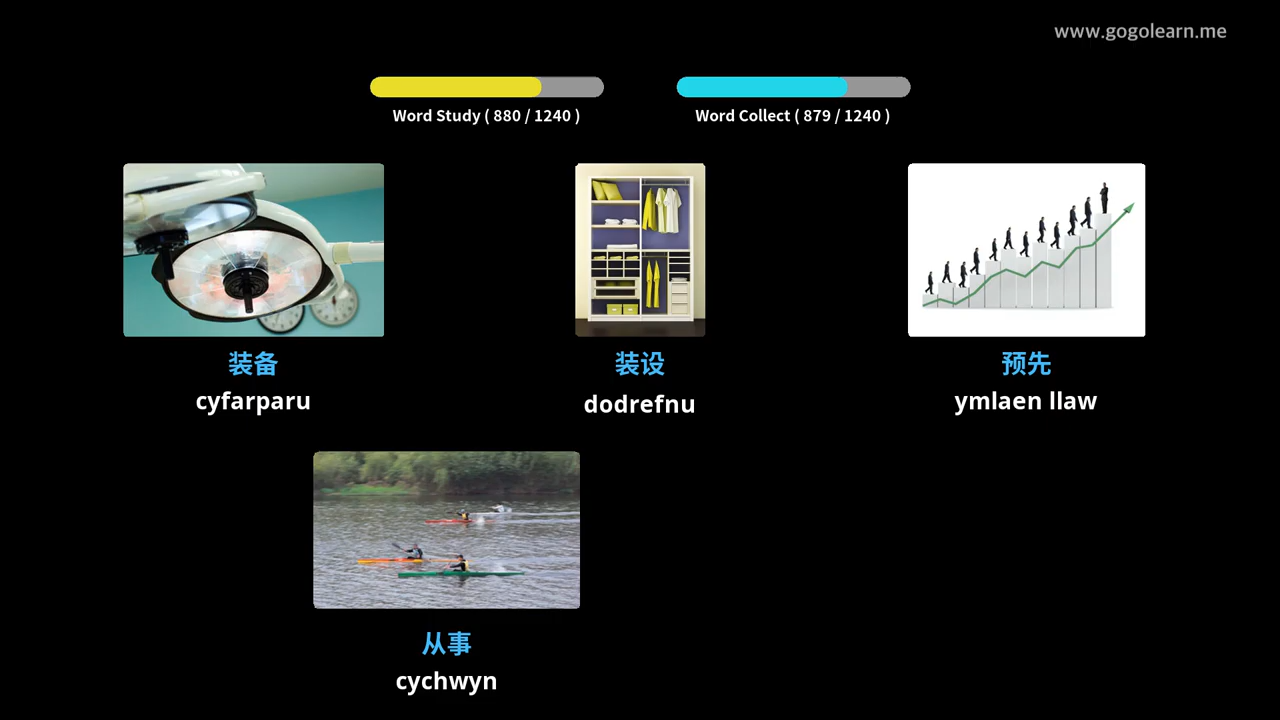 www.gogolearn.me
Word Study ( 880 / 1240 )
Word Collect ( 879 / 1240 )
装备
cyfarparu
装设
dodrefnu
预先
ymlaen llaw
从事
cychwyn